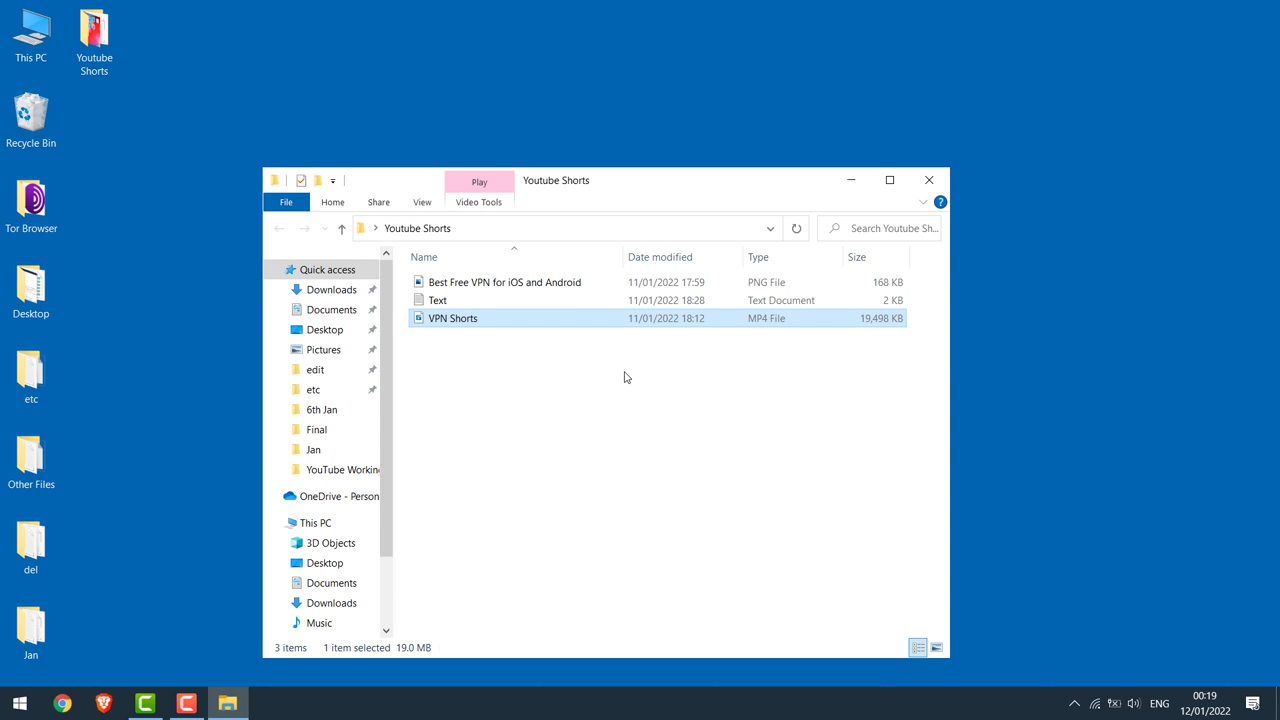 This PC
Youtube
Shorts
Recycle Bin
Tor Browser
Desktop
etc
Other Files
del
Jan
Play
Youtube Shorts
File
Home
Share
View
Video Tools
?
Youtube Shorts
Search Youtube Sh...
Name
Date modified
Type
Size
Best Free VPN for iOS and Android
11/01/2022 17:59
PNG File
168 KB
Text
11/01/2022 18:28
Text Document
2 KB
VPN Shorts
11/01/2022 18:12
MP4 File
19,498 KB
Quick access
Downloads
Documents
Desktop
Pictures
edit
etc
6th Jan
Final
Jan
YouTube Workin
OneDrive - Person
This PC
3D Objects
Desktop
Documents
Downloads
Music
3 items
1 item selected
19.0 MB
ENG
00:19
12/01/2022